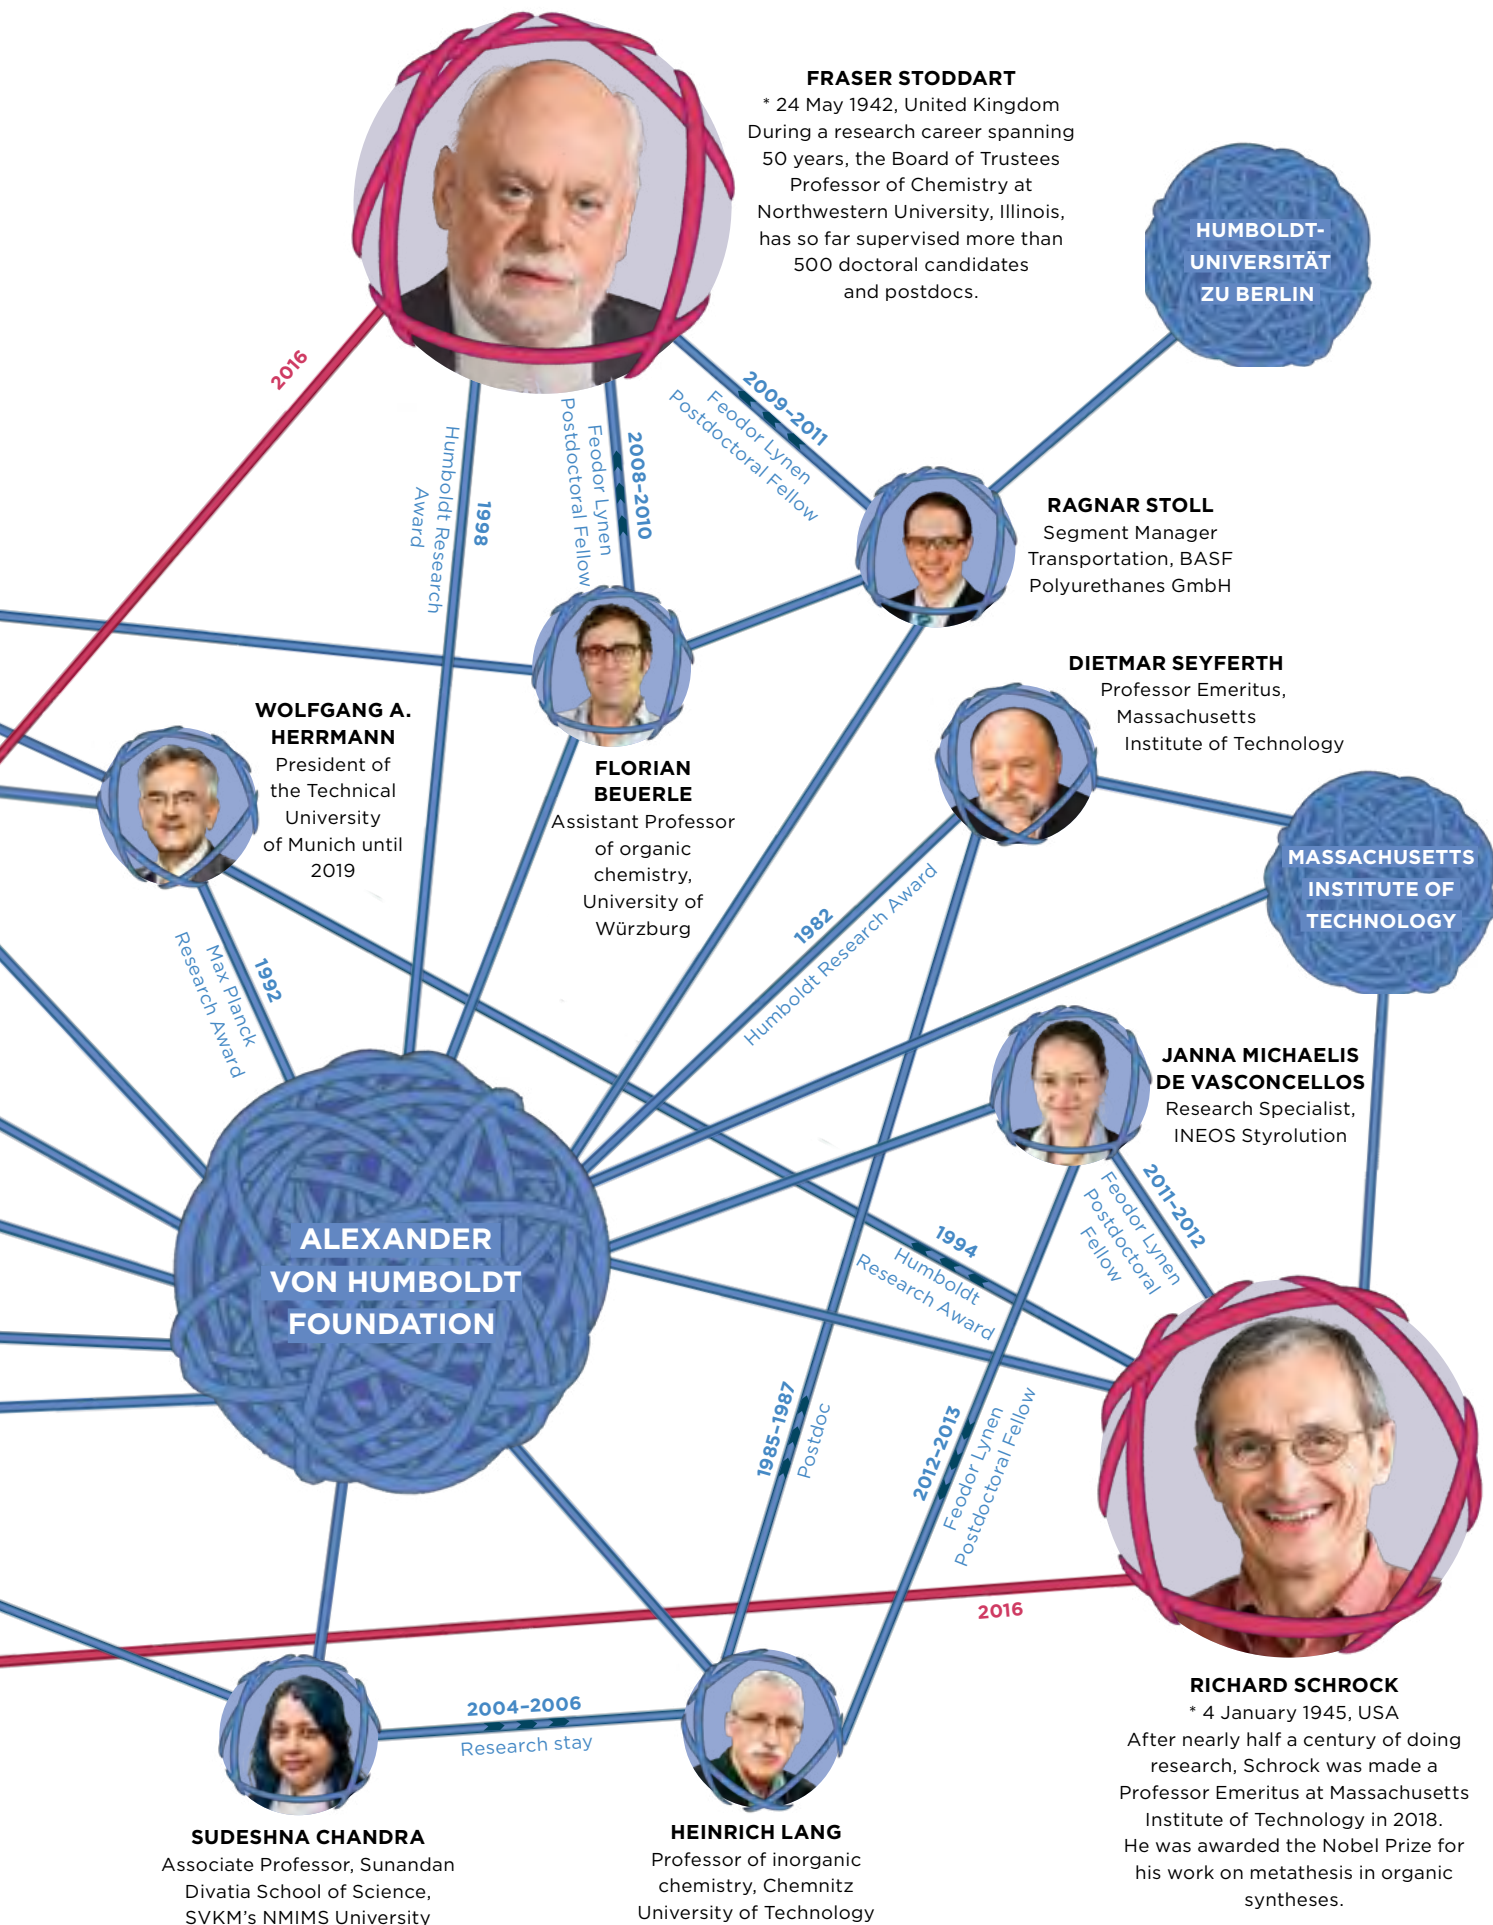 FRASER STODDART
* 24 May 1942, United Kingdom
During a research career spanning
50 years, the Board of Trustees
Professor of Chemistry at
Northwestern University, Illinois,
has so far supervised more than
500 doctoral candidates
and postdocs.
HUMBOLDT-
UNIVERSITÄT
ZU BERLIN
2016
1998
Humboldt Research
Award
2008–2010
Feodor Lynen
Postdoctoral Fellow
2009–2011
Feodor Lynen
Postdoctoral Fellow
RAGNAR STOLL
Segment Manager
Transportation, BASF
Polyurethanes GmbH
DIETMAR SEYFERTH
Professor Emeritus,
Massachusetts
Institute of Technology
WOLFGANG A.
HERRMANN
President of
the Technical
University
of Munich until
2019
FLORIAN
BEUERLE
Assistant Professor
of organic
chemistry,
University of
Würzburg
MASSACHUSETTS
INSTITUTE OF
TECHNOLOGY
1992
Max Planck
Research Award
1982
Humboldt Research Award
JANNA MICHAELIS
DE VASCONCELLOS
Research Specialist,
INEOS Styrolution
2011–2012
Feodor Lynen
Postdoctoral
Fellow
ALEXANDER
VON HUMBOLDT
FOUNDATION
1994
Humboldt
Research Award
1985–1987
Postdoc
2012–2013
Feodor Lynen
Postdoctoral Fellow
2016
2004–2006
Research stay
RICHARD SCHROCK
* 4 January 1945, USA
After nearly half a century of doing
research, Schrock was made a
Professor Emeritus at Massachusetts
Institute of Technology in 2018.
He was awarded the Nobel Prize for
his work on metathesis in organic
syntheses.
SUDESHNA CHANDRA
Associate Professor, Sunandan
Divatia School of Science,
SVKM's NMIMS University
HEINRICH LANG
Professor of inorganic
chemistry, Chemnitz
University of Technology